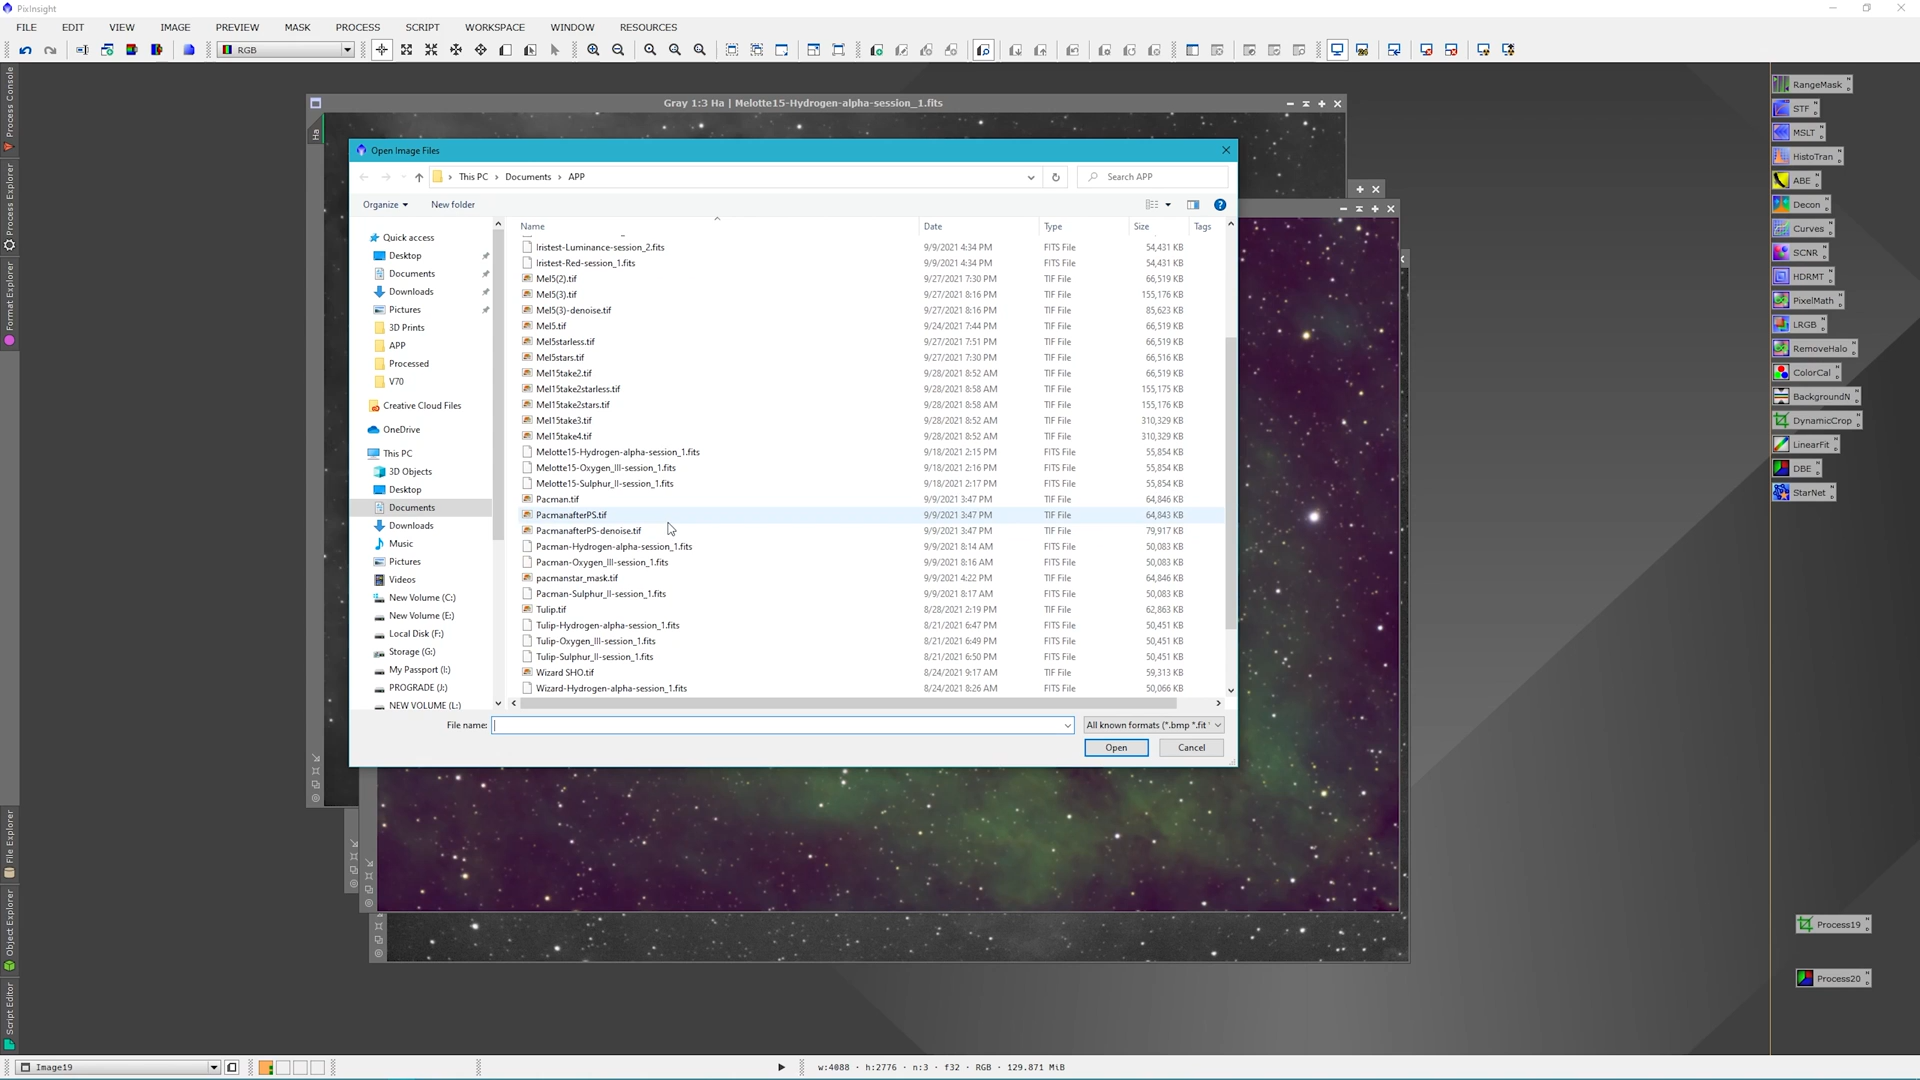 PixInsight
FILE EDIT VIEW IMAGE PREVIEW MASK PROCESS SCRIPT WORKSPACE WINDOW RESOURCES
RGB
Process Console
Process Explorer
Format Explorer
File Explorer
Object Explorer
Script Editor
Gray 1:3 Ha | Melotte15-Hydrogen-alpha-session_1.fits
Ha
Open Image Files
This PC › Documents › APP
Search APP
Organize New folder
Quick access
Desktop
Documents
Downloads
Pictures
3D Prints
APP
Processed
V70
Creative Cloud Files
OneDrive
This PC
3D Objects
Desktop
Documents
Downloads
Music
Pictures
Videos
New Volume (C:)
New Volume (E:)
Local Disk (F:)
Storage (G:)
My Passport (I:)
PROGRADE (J:)
NEW VOLUME (L:)
Name Date Type Size Tags
Iristest-Luminance-session_2.fits 9/9/2021 4:34 PM FITS File 54,431 KB
Iristest-Red-session_1.fits 9/9/2021 4:34 PM FITS File 54,431 KB
Mel5(2).tif 9/27/2021 7:30 PM TIF File 66,519 KB
Mel5(3).tif 9/27/2021 8:16 PM TIF File 155,176 KB
Mel5(3)-denoise.tif 9/27/2021 8:16 PM TIF File 85,623 KB
Mel5.tif 9/24/2021 7:44 PM TIF File 66,519 KB
Mel5starless.tif 9/27/2021 7:51 PM TIF File 66,519 KB
Mel5stars.tif 9/27/2021 7:30 PM TIF File 66,516 KB
Mel15take2.tif 9/28/2021 8:52 AM TIF File 66,519 KB
Mel15take2starless.tif 9/28/2021 8:58 AM TIF File 155,175 KB
Mel15take2stars.tif 9/28/2021 8:58 AM TIF File 155,176 KB
Mel15take3.tif 9/28/2021 8:52 AM TIF File 310,329 KB
Mel15take4.tif 9/28/2021 8:52 AM TIF File 310,329 KB
Melotte15-Hydrogen-alpha-session_1.fits 9/18/2021 2:15 PM FITS File 55,854 KB
Melotte15-Oxygen_III-session_1.fits 9/18/2021 2:16 PM FITS File 55,854 KB
Melotte15-Sulphur_II-session_1.fits 9/18/2021 2:17 PM FITS File 55,854 KB
Pacman.tif 9/9/2021 3:47 PM TIF File 64,846 KB
PacmanafterPS.tif 9/9/2021 3:47 PM TIF File 64,843 KB
PacmanafterPS-denoise.tif 9/9/2021 3:47 PM TIF File 79,917 KB
Pacman-Hydrogen-alpha-session_1.fits 9/9/2021 8:14 AM FITS File 50,083 KB
Pacman-Oxygen_III-session_1.fits 9/9/2021 8:16 AM FITS File 50,083 KB
pacmanstar_mask.tif 9/9/2021 4:22 PM TIF File 64,846 KB
Pacman-Sulphur_II-session_1.fits 9/9/2021 8:17 AM FITS File 50,083 KB
Tulip.tif 8/28/2021 2:19 PM TIF File 62,863 KB
Tulip-Hydrogen-alpha-session_1.fits 8/21/2021 6:47 PM FITS File 50,451 KB
Tulip-Oxygen_III-session_1.fits 8/21/2021 6:49 PM FITS File 50,451 KB
Tulip-Sulphur_II-session_1.fits 8/21/2021 6:50 PM FITS File 50,451 KB
Wizard SHO.tif 8/24/2021 9:17 AM TIF File 59,313 KB
Wizard-Hydrogen-alpha-session_1.fits 8/24/2021 8:26 AM FITS File 50,066 KB
File name: All known formats (*.bmp *.fit
Open Cancel
RangeMask
STF
MSLT
HistoTran
ABE
Decon
Curves
SCNR
HDRMT
PixelMath
LRGB
RemoveHalo
ColorCal
BackgroundN
DynamicCrop
LinearFit
DBE
StarNet
Process19
Process20
Image19
w:4088 · h:2776 · n:3 · f32 · RGB · 129.871 MiB